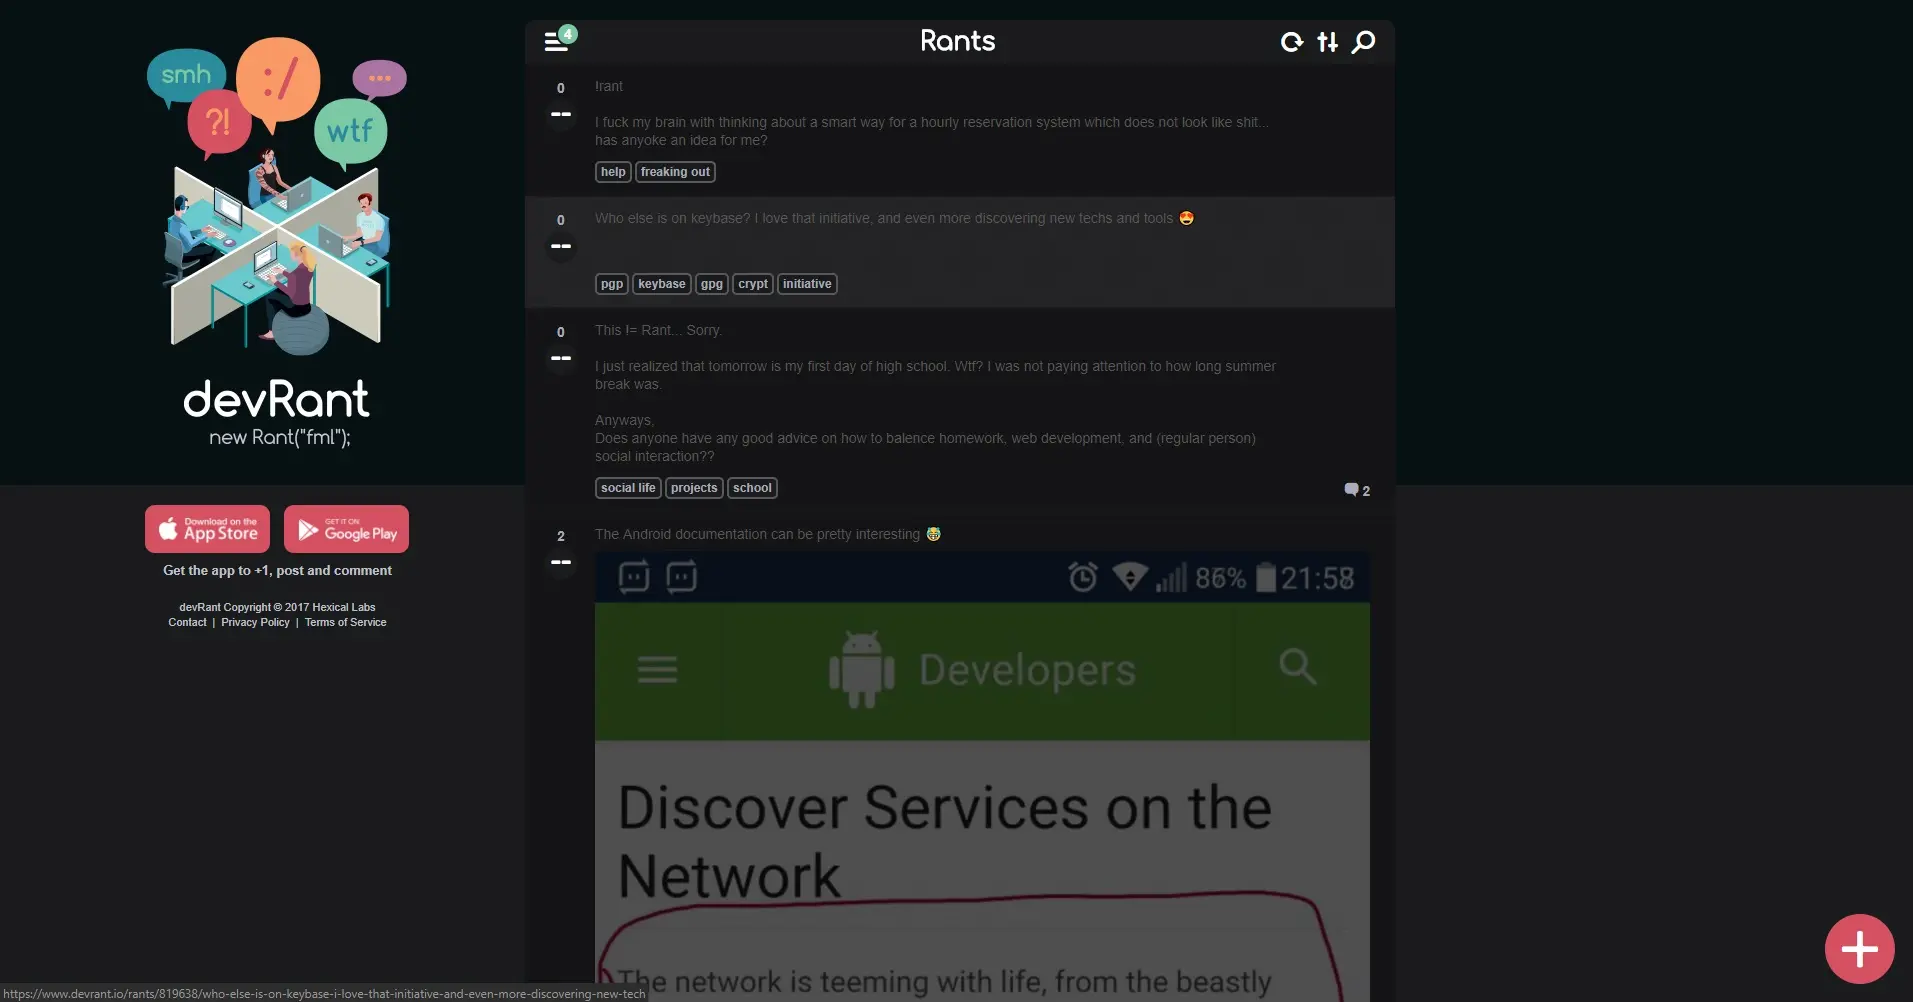 smh
:/
...
?!
wtf
devRant
new Rant("fml");
Download on the
App Store
GET IT ON
Google Play
Get the app to +1, post and comment
devRant Copyright © 2017 Hexical Labs
Contact | Privacy Policy | Terms of Service
4
Rants
0
!rant
I fuck my brain with thinking about a smart way for a hourly reservation system which does not look like shit...
has anyoke an idea for me?
help freaking out
0
Who else is on keybase? I love that initiative, and even more discovering new techs and tools 😍
pgp keybase gpg crypt initiative
0
This != Rant... Sorry.
I just realized that tomorrow is my first day of high school. Wtf? I was not paying attention to how long summer
break was.
Anyways,
Does anyone have any good advice on how to balence homework, web development, and (regular person)
social interaction??
social life projects school
2
2
The Android documentation can be pretty interesting 😹
Developers
Discover Services on the
Network
The network is teeming with life, from the beastly
https://www.devrant.io/rants/819638/who-else-is-on-keybase-i-love-that-initiative-and-even-more-discovering-new-tech